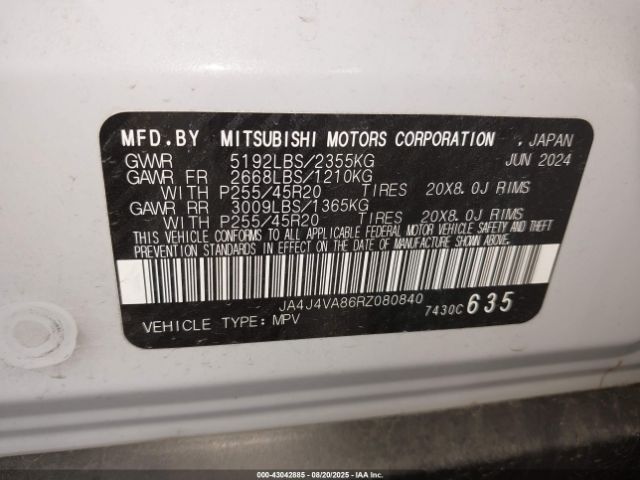 MFD.BY MITSUBISHI MOTORS CORPORATION , JAPAN
GVWR 5192LBS/2355KG JUN 2024
GAWR FR 2668LBS/1210KG
WITH P255/45R20 TIRES 20X8.0J RIMS
GAWR RR 3009LBS/1365KG
WITH P255/45R20 TIRES 20X8.0J RIMS
THIS VEHICLE CONFORMS TO ALL APPLICABLE FEDERAL MOTOR VEHICLE SAFETY AND THEFT
PREVENTION STANDARDS IN EFFECT ON THE DATE OF MANUFACTURE SHOWN ABOVE.
JA4J4VA86RZ080840
7430C 635
VEHICLE TYPE: MPV
000-43042885 - 08/20/2025 - IAA Inc.